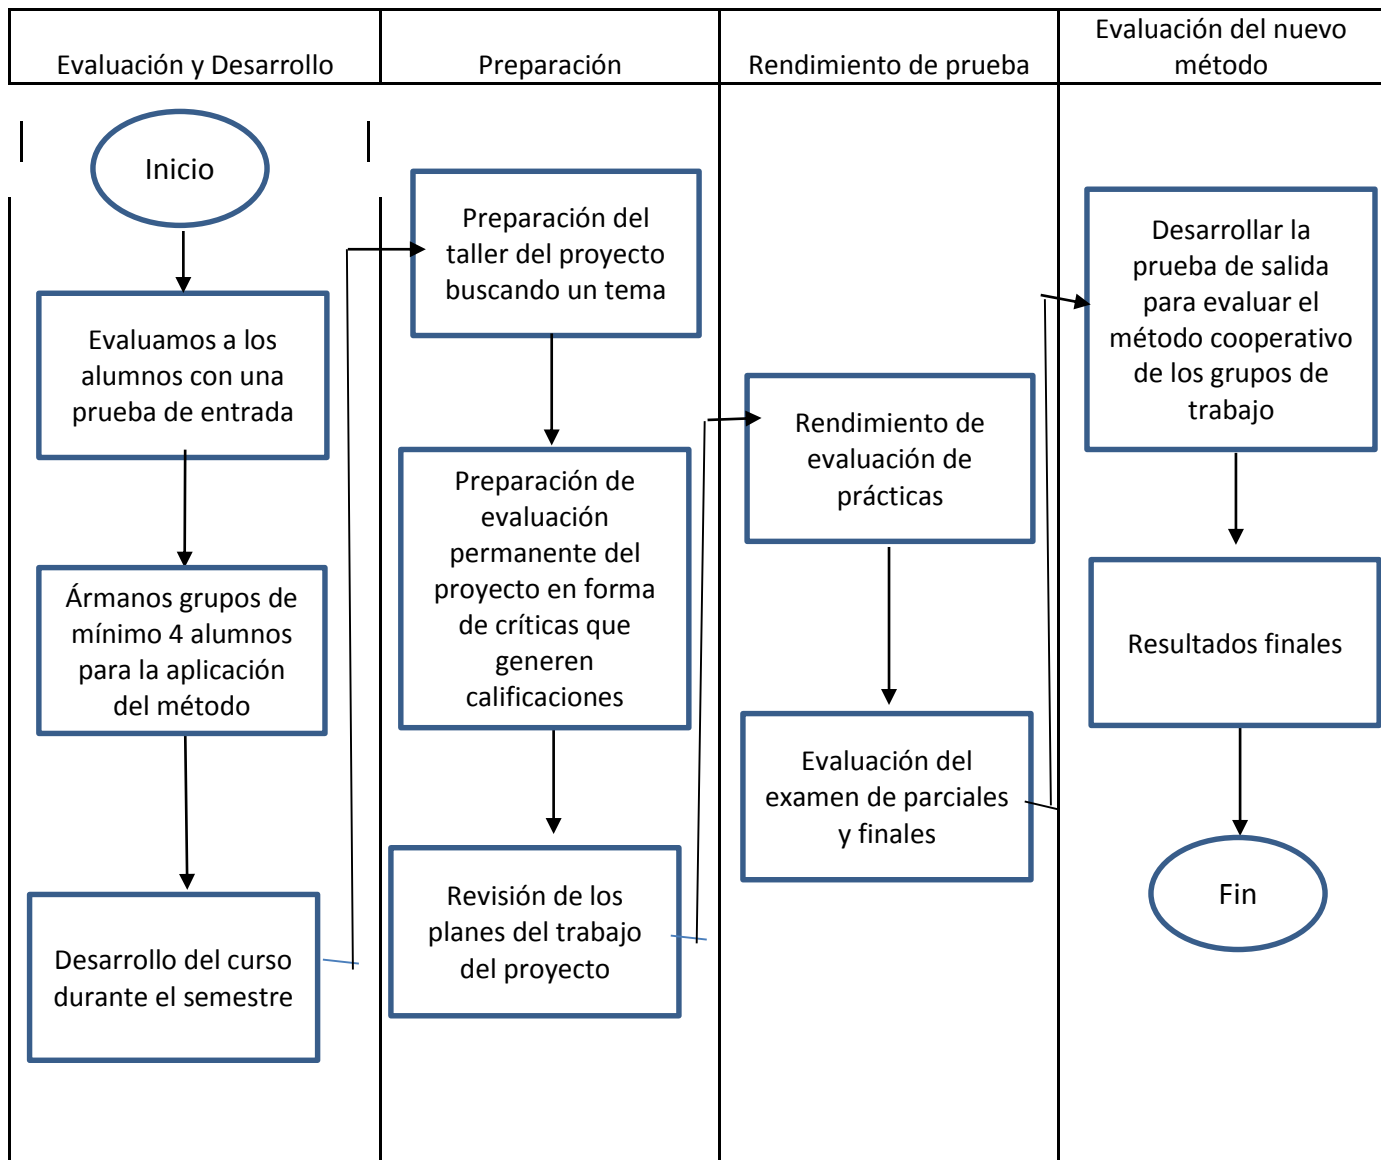 Evaluación y Desarrollo
Preparación
Rendimiento de prueba
Evaluación del nuevo
método
Inicio
Evaluamos a los
alumnos con una
prueba de entrada
Ármanos grupos de
mínimo 4 alumnos
para la aplicación
del método
Desarrollo del curso
durante el semestre
Preparación del
taller del proyecto
buscando un tema
Preparación de
evaluación
permanente del
proyecto en forma
de críticas que
generen
calificaciones
Revisión de los
planes del trabajo
del proyecto
Rendimiento de
evaluación de
prácticas
Evaluación del
examen de parciales
y finales
Desarrollar la
prueba de salida
para evaluar el
método cooperativo
de los grupos de
trabajo
Resultados finales
Fin